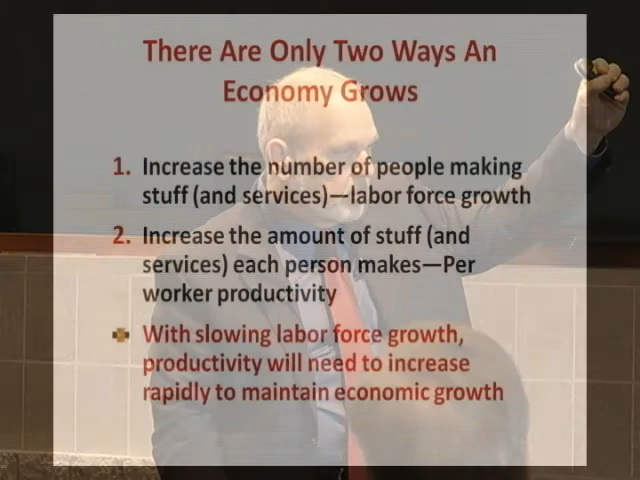 There Are Only Two Ways An
Economy Grows
1. Increase the number of people making
stuff (and services)—labor force growth
2. Increase the amount of stuff (and
services) each person makes—Per
worker productivity
With slowing labor force growth,
productivity will need to increase
rapidly to maintain economic growth